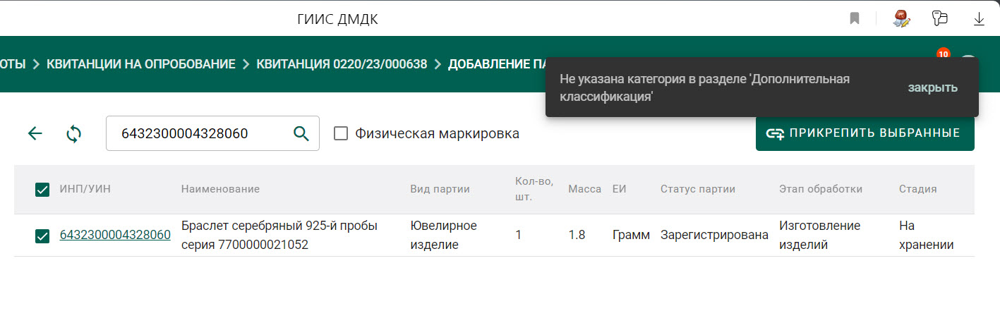 ГИИС ДМДК
ОТЫ > КВИТАНЦИИ НА ОПРОБОВАНИЕ > КВИТАНЦИЯ 0220/23/000638 > ДОБАВЛЕНИЕ ПА
10
Не указана категория в разделе 'Дополнительная
классификация'
закрыть
6432300004328060
Физическая маркировка
ПРИКРЕПИТЬ ВЫБРАННЫЕ
ИНП/УИН Наименование Вид партии Кол-во, Масса ЕИ Статус партии Этап обработки Стадия
шт.
6432300004328060 Браслет серебряный 925-й пробы Ювелирное 1 1.8 Грамм Зарегистрирована Изготовление На
серия 7700000021052 изделие изделий хранении